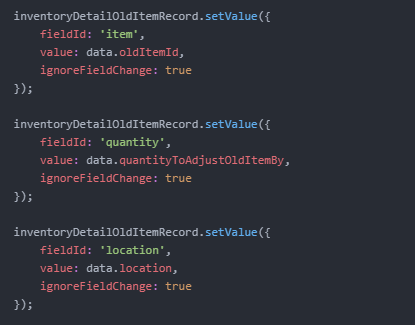 inventoryDetailOldItemRecord.setValue({
    fieldId: 'item',
    value: data.oldItemId,
    ignoreFieldChange: true
});

inventoryDetailOldItemRecord.setValue({
    fieldId: 'quantity',
    value: data.quantityToAdjustOldItemBy,
    ignoreFieldChange: true
});

inventoryDetailOldItemRecord.setValue({
    fieldId: 'location',
    value: data.location,
    ignoreFieldChange: true
});